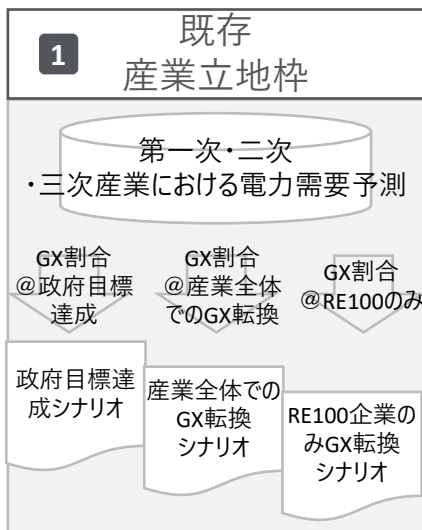 1
既存
産業立地枠
第一次・二次
・三次産業における電力需要予測
GX割合
@政府目標
達成
GX割合
@産業全体
でのGX転換
GX割合
@RE100のみ
政府目標達
成シナリオ
産業全体での
GX転換
シナリオ
RE100企業の
みGX転換
シナリオ